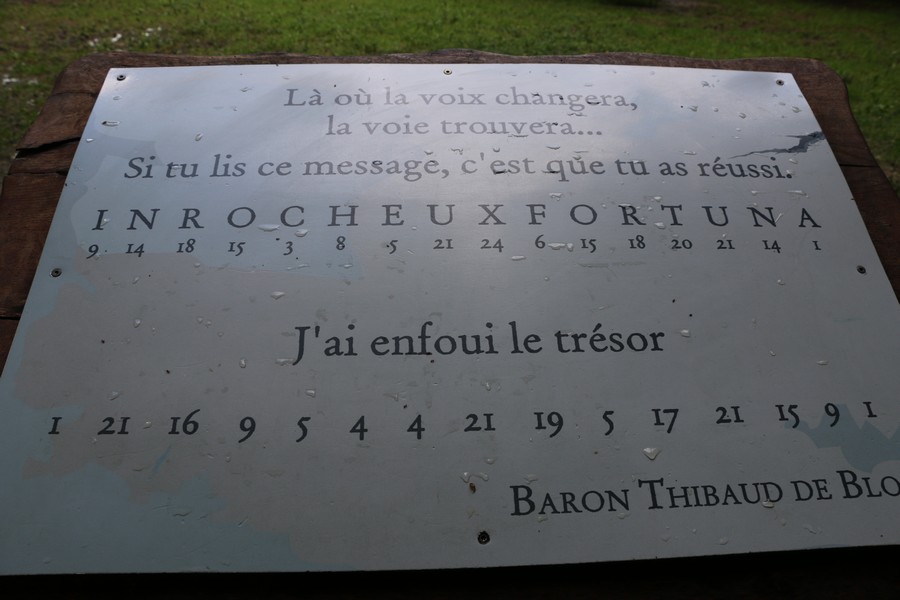 Là où la voix changera,
la voie trouvera...
Si tu lis ce message, c'est que tu as réussi.
I N R O C H E U X F O R T U N A
9 14 18 15 3 8 5 21 24 6 15 18 20 21 14 1
J'ai enfoui le trésor
1 21 16 9 5 4 4 21 19 5 17 21 15 9 1
BARON THIBAUD DE BLO